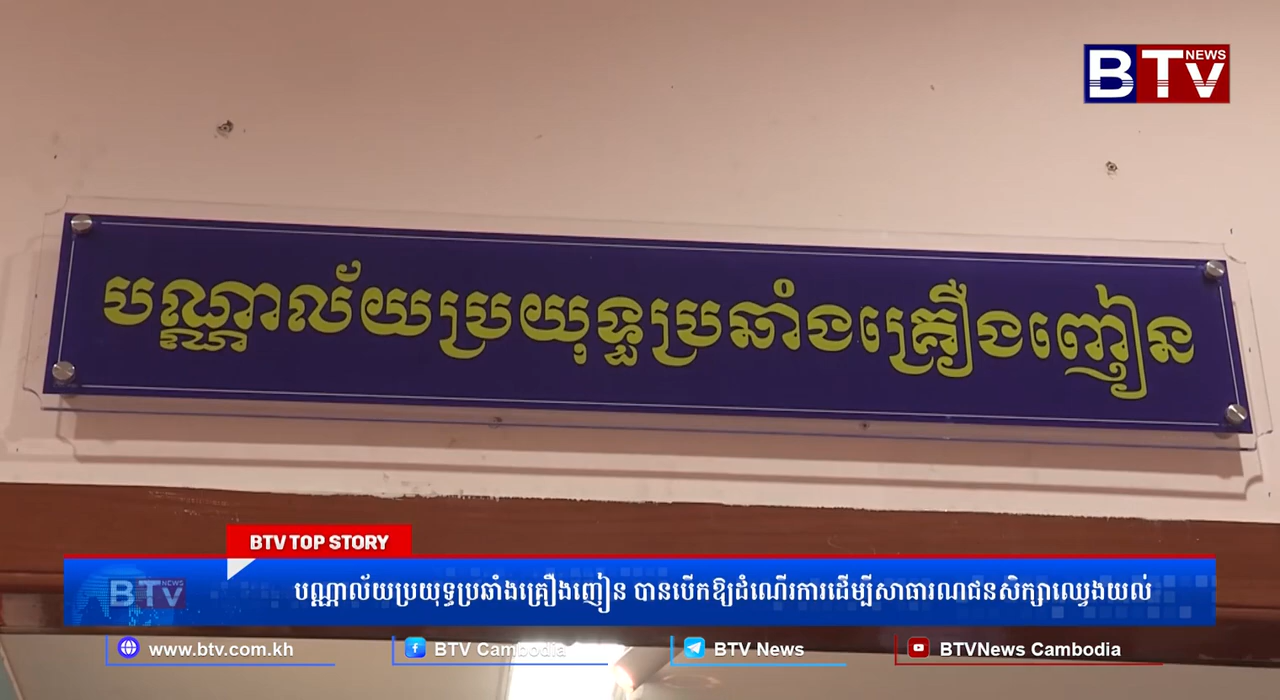 BTV NEWS
បណ្ណាល័យប្រយុទ្ធប្រឆាំងគ្រឿងញៀន
BTV TOP STORY
BTV NEWS
បណ្ណាល័យប្រយុទ្ធប្រឆាំងគ្រឿងញៀន បានបើកឱ្យដំណើរការដើម្បីសាធារណជនសិក្សាឈ្វេងយល់
www.btv.com.kh
BTV Cambodia
BTV News
BTVNews Cambodia